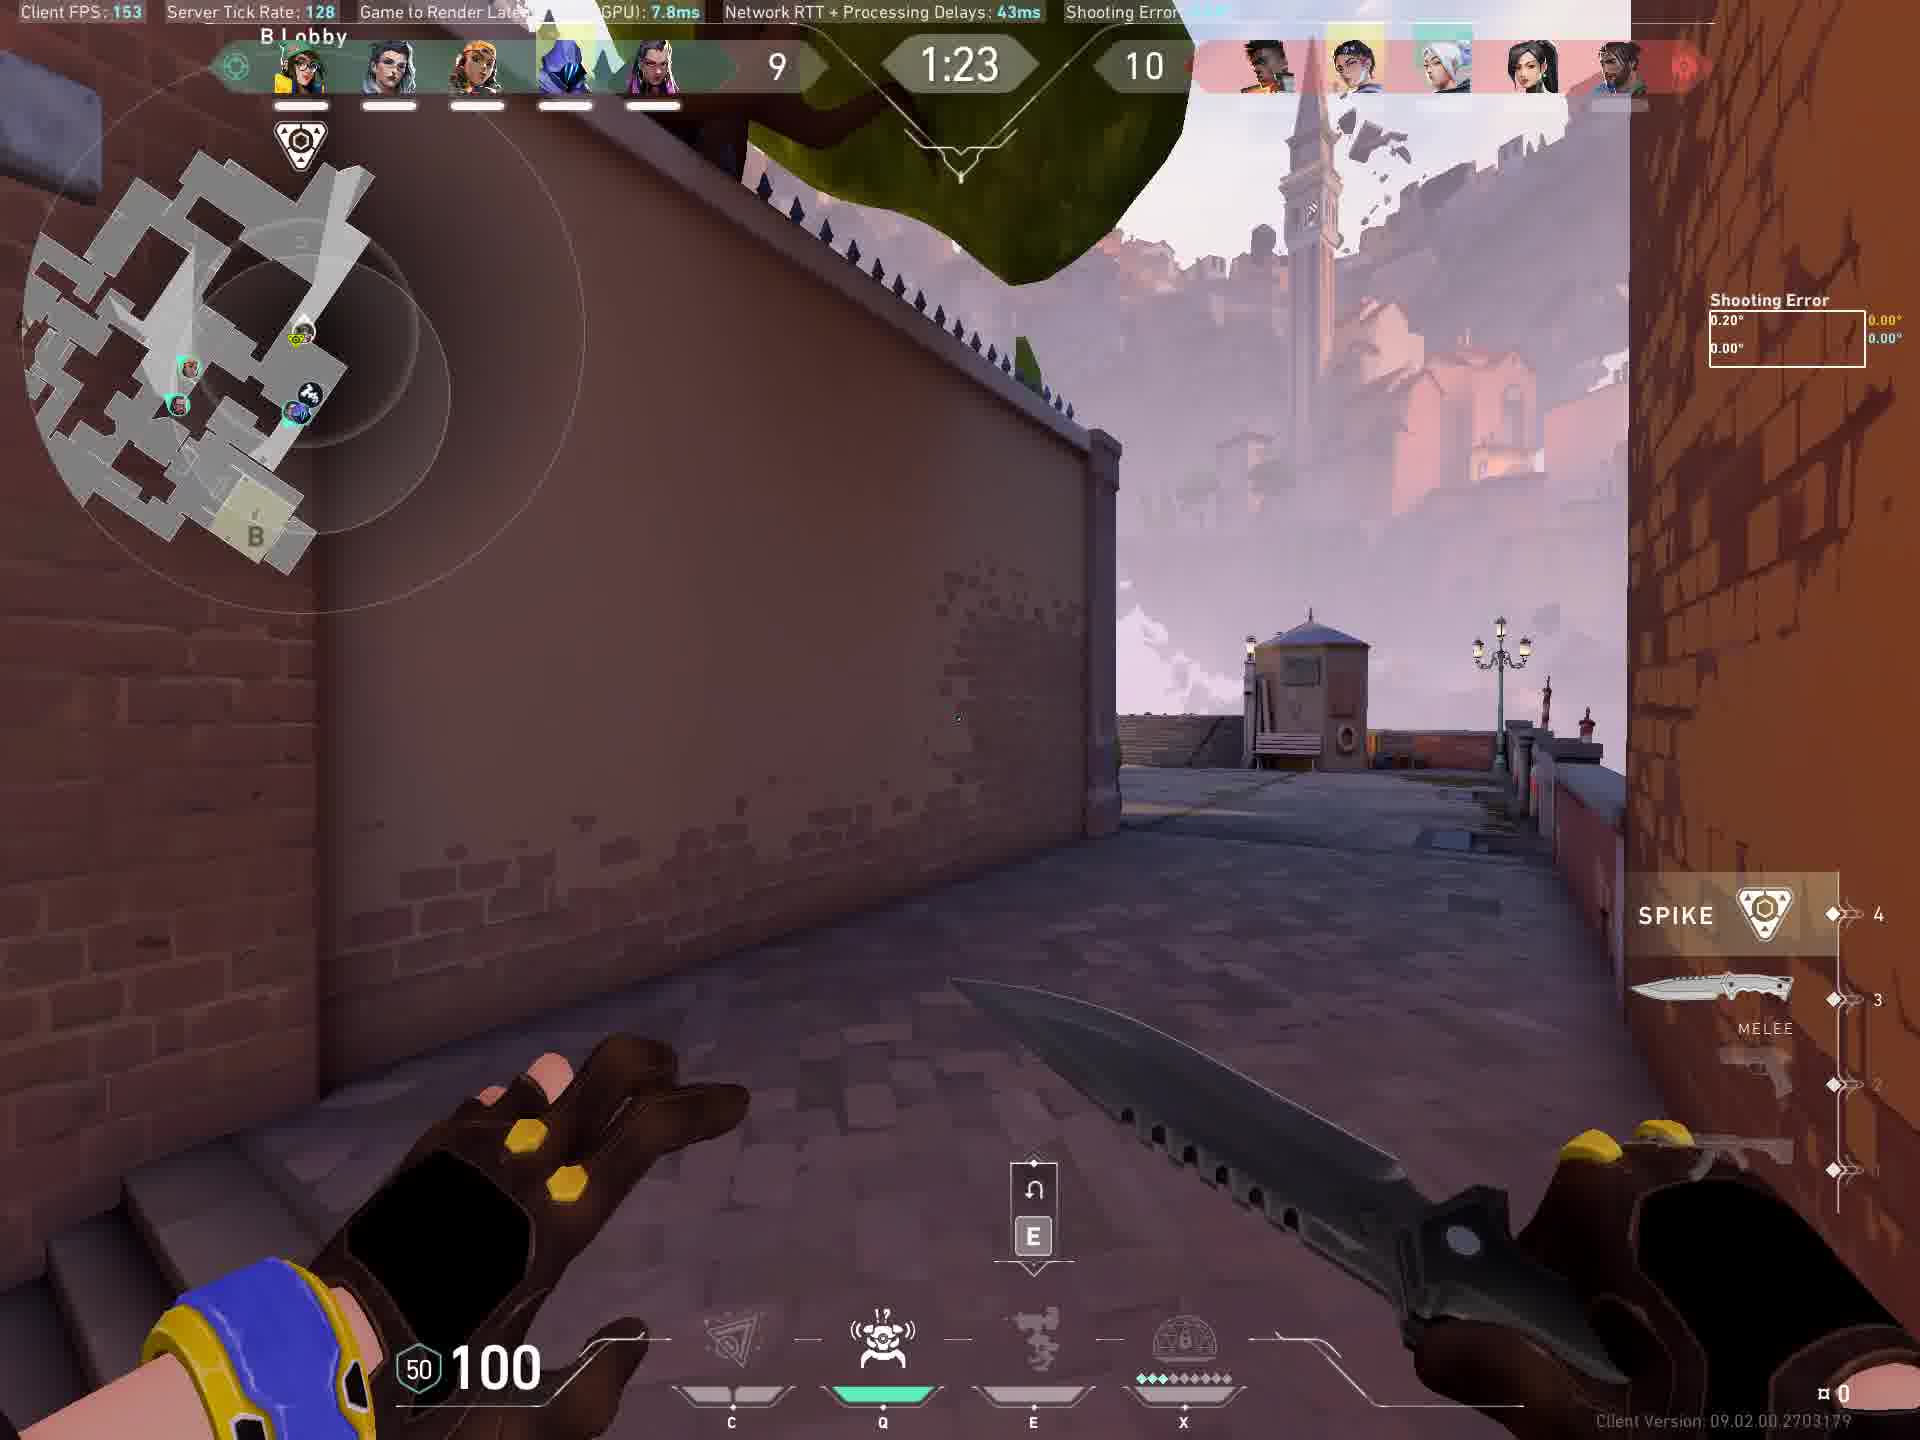 Client FPS: 153 Server Tick Rate: 128 Game to Render GPU): 7.8ms Network RTT + Processing Delays: 43ms Shooting Error:
B Lobby
9 1:23 10
Shooting Error
0.20° 0.00°
0.00°
0.00°
B
SPIKE 4
3
MELEE
2
1
E
50 100
!?
C Q E X
¤ 0
Client Version: 09.02.00.2703179